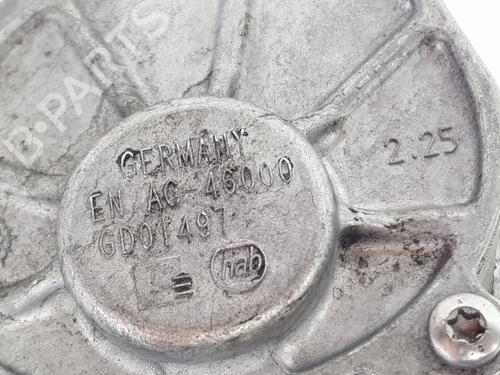 B-PARTS
GERMANY
EN AC-46000
GD01497
hab
2.25